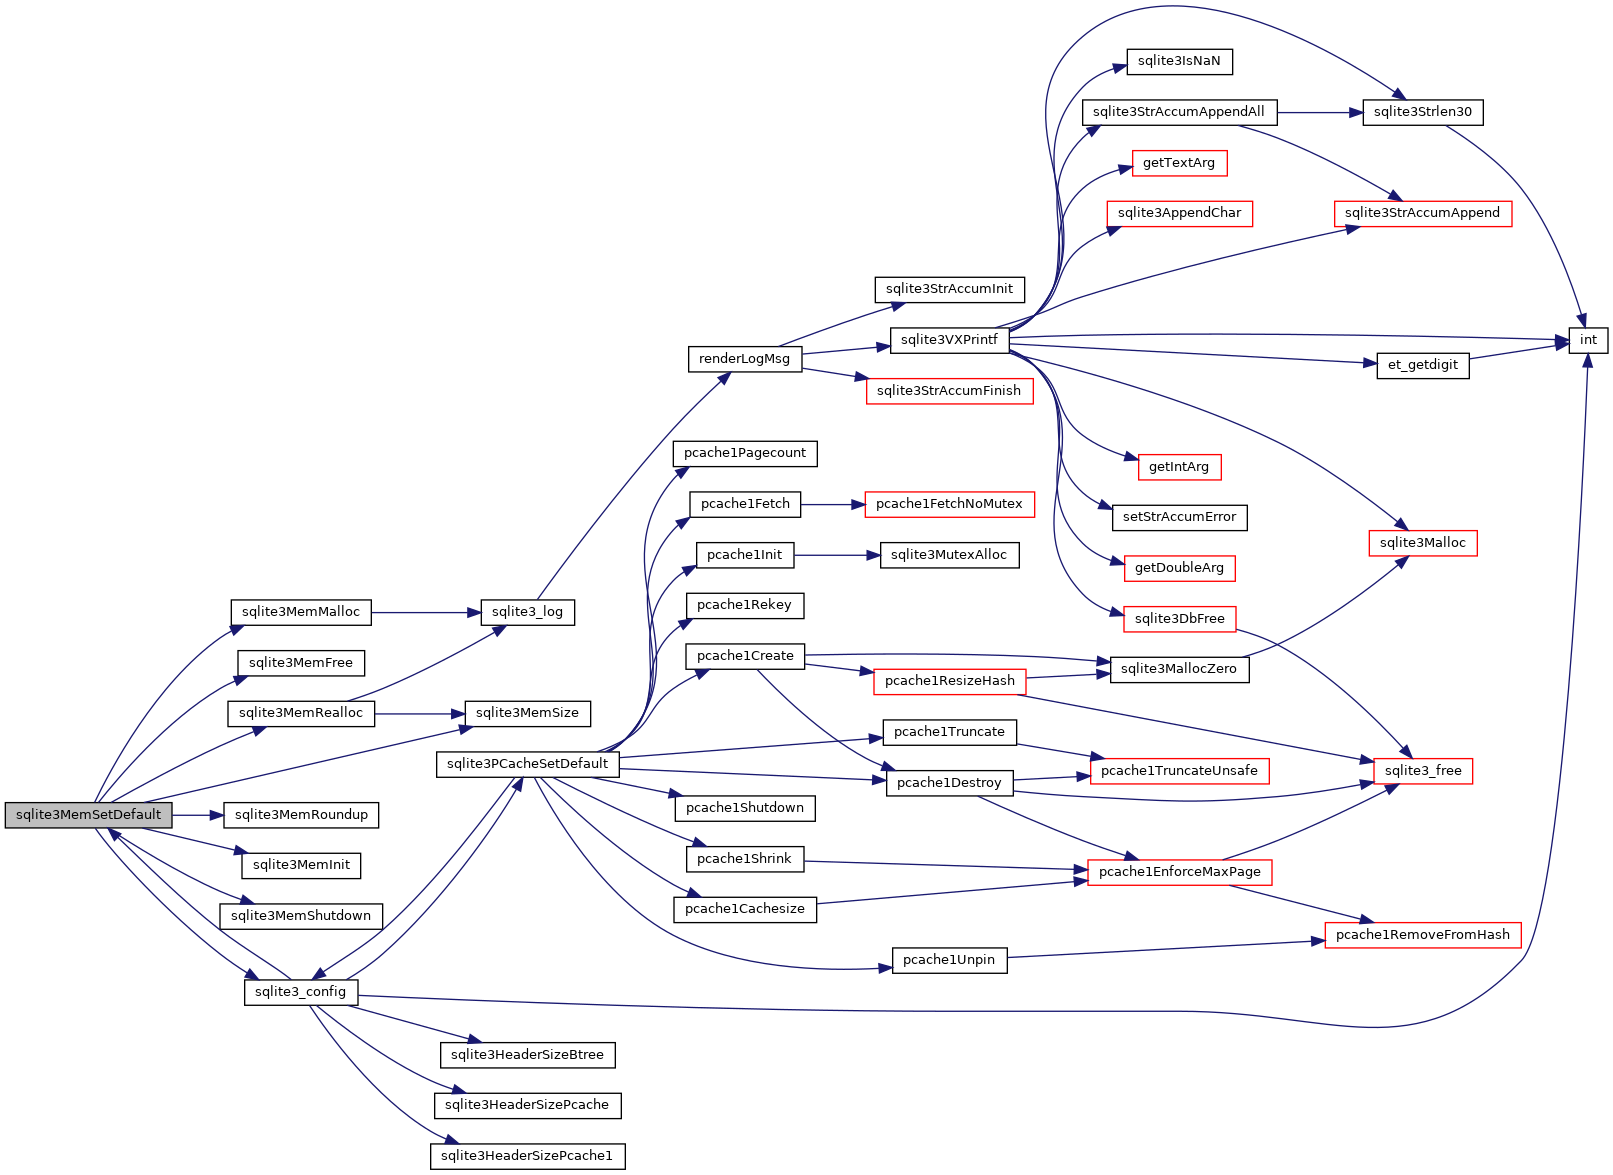 sqlite3IsNaN
sqlite3StrAccumAppendAll
sqlite3Strlen30
getTextArg
sqlite3AppendChar
sqlite3StrAccumAppend
sqlite3StrAccumInit
sqlite3VXPrintf
int
renderLogMsg
et_getdigit
sqlite3StrAccumFinish
pcache1Pagecount
getIntArg
pcache1Fetch
pcache1FetchNoMutex
setStrAccumError
sqlite3Malloc
pcache1Init
sqlite3MutexAlloc
getDoubleArg
pcache1Rekey
sqlite3MemMalloc
sqlite3_log
sqlite3DbFree
sqlite3MemFree
pcache1Create
sqlite3MallocZero
pcache1ResizeHash
sqlite3MemRealloc
sqlite3MemSize
pcache1Truncate
sqlite3PCacheSetDefault
pcache1TruncateUnsafe
sqlite3_free
pcache1Destroy
pcache1Shutdown
sqlite3MemSetDefault
sqlite3MemRoundup
sqlite3MemInit
pcache1Shrink
pcache1EnforceMaxPage
pcache1Cachesize
sqlite3MemShutdown
pcache1RemoveFromHash
pcache1Unpin
sqlite3_config
sqlite3HeaderSizeBtree
sqlite3HeaderSizePcache
sqlite3HeaderSizePcache1